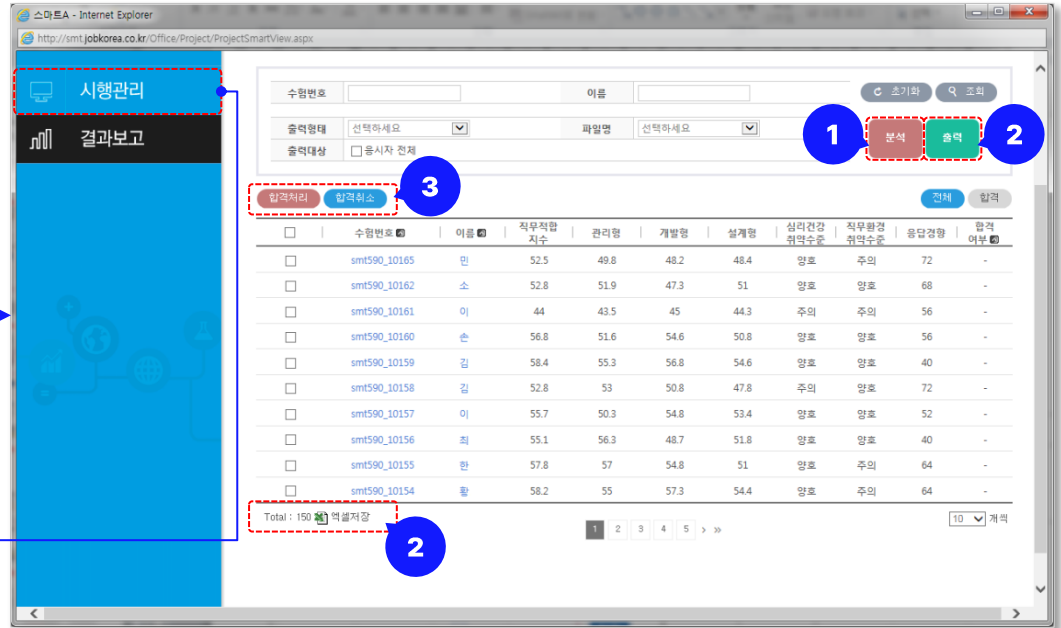 스마트A - Internet Explorer
http://smt.jobkorea.co.kr/Office/Project/ProjectSmartView.aspx
시행관리
결과보고
수험번호 이름 초기화 조회
출력형태 선택하세요 파일명 선택하세요
출력대상 응시자 전체
1 분석 출력 2
합격처리 합격취소 3 전체 합격
수험번호 이름 직무적합 지수 관리형 개발형 설계형 심리건강 취약수준 직무환경 취약수준 응답경향 합격 여부
smt590_10165 민 52.5 49.8 48.2 48.4 양호 주의 72 -
smt590_10162 소 52.8 51.9 47.3 51 양호 양호 68 -
smt590_10161 이 44 43.5 45 44.3 주의 주의 56 -
smt590_10160 손 56.8 51.6 54.6 50.8 양호 양호 56 -
smt590_10159 김 58.4 55.3 56.8 54.6 양호 양호 40 -
smt590_10158 김 52.8 53 50.8 47.8 주의 양호 72 -
smt590_10157 이 55.7 50.3 54.8 53.4 양호 양호 52 -
smt590_10156 최 55.1 56.3 48.7 51.8 양호 양호 40 -
smt590_10155 한 57.8 57 54.8 51 양호 주의 64 -
smt590_10154 황 58.2 55 57.3 54.4 양호 주의 64 -
Total : 150 엑셀저장
1 2 3 4 5 > »
10 개씩
2